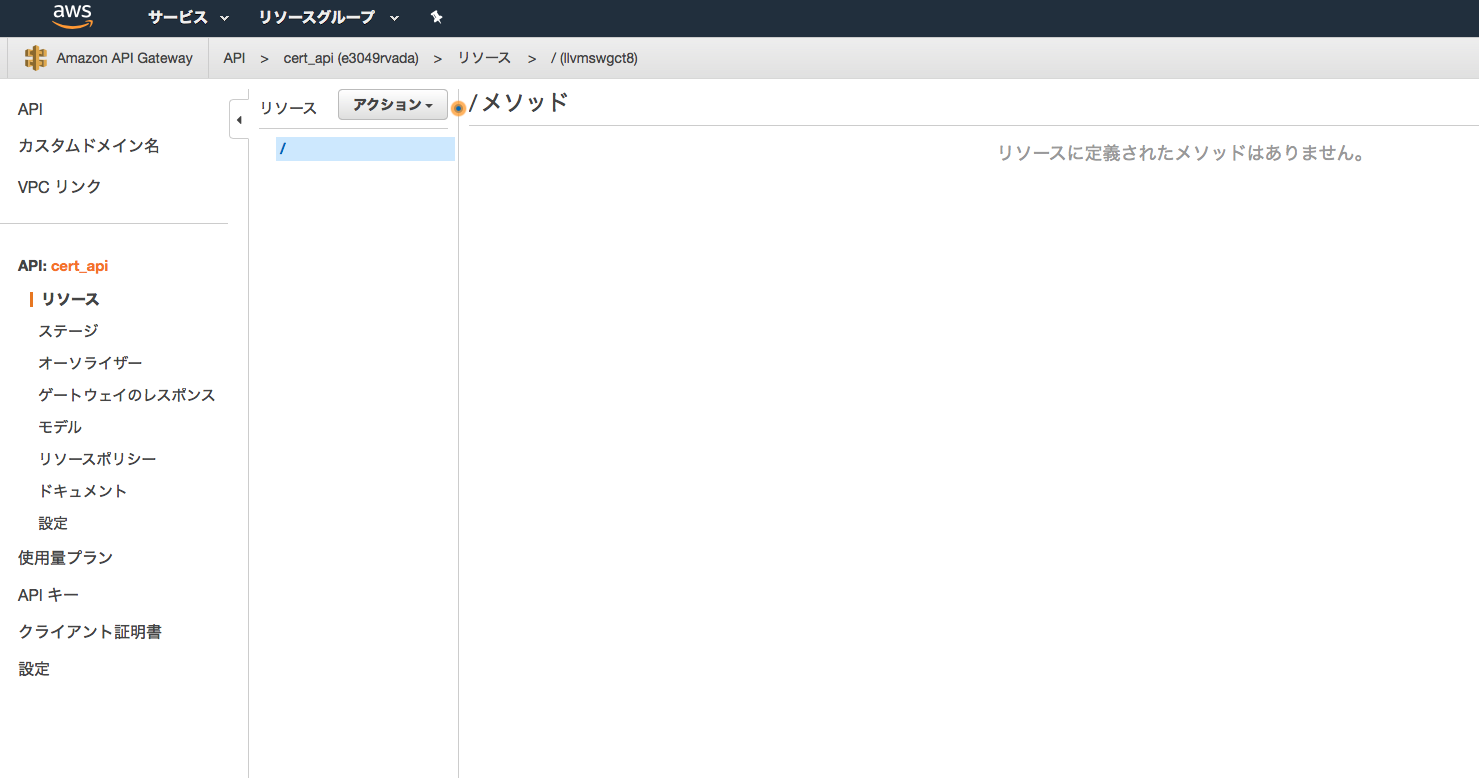 aws サービス リソースグループ
Amazon API Gateway API > cert_api (e3049rvada) > リソース > / (llvmswgct8)
API
カスタムドメイン名
VPC リンク
API: cert_api
リソース
ステージ
オーソライザー
ゲートウェイのレスポンス
モデル
リソースポリシー
ドキュメント
設定
使用量プラン
API キー
クライアント証明書
設定
リソース アクション
/
/ メソッド
リソースに定義されたメソッドはありません。